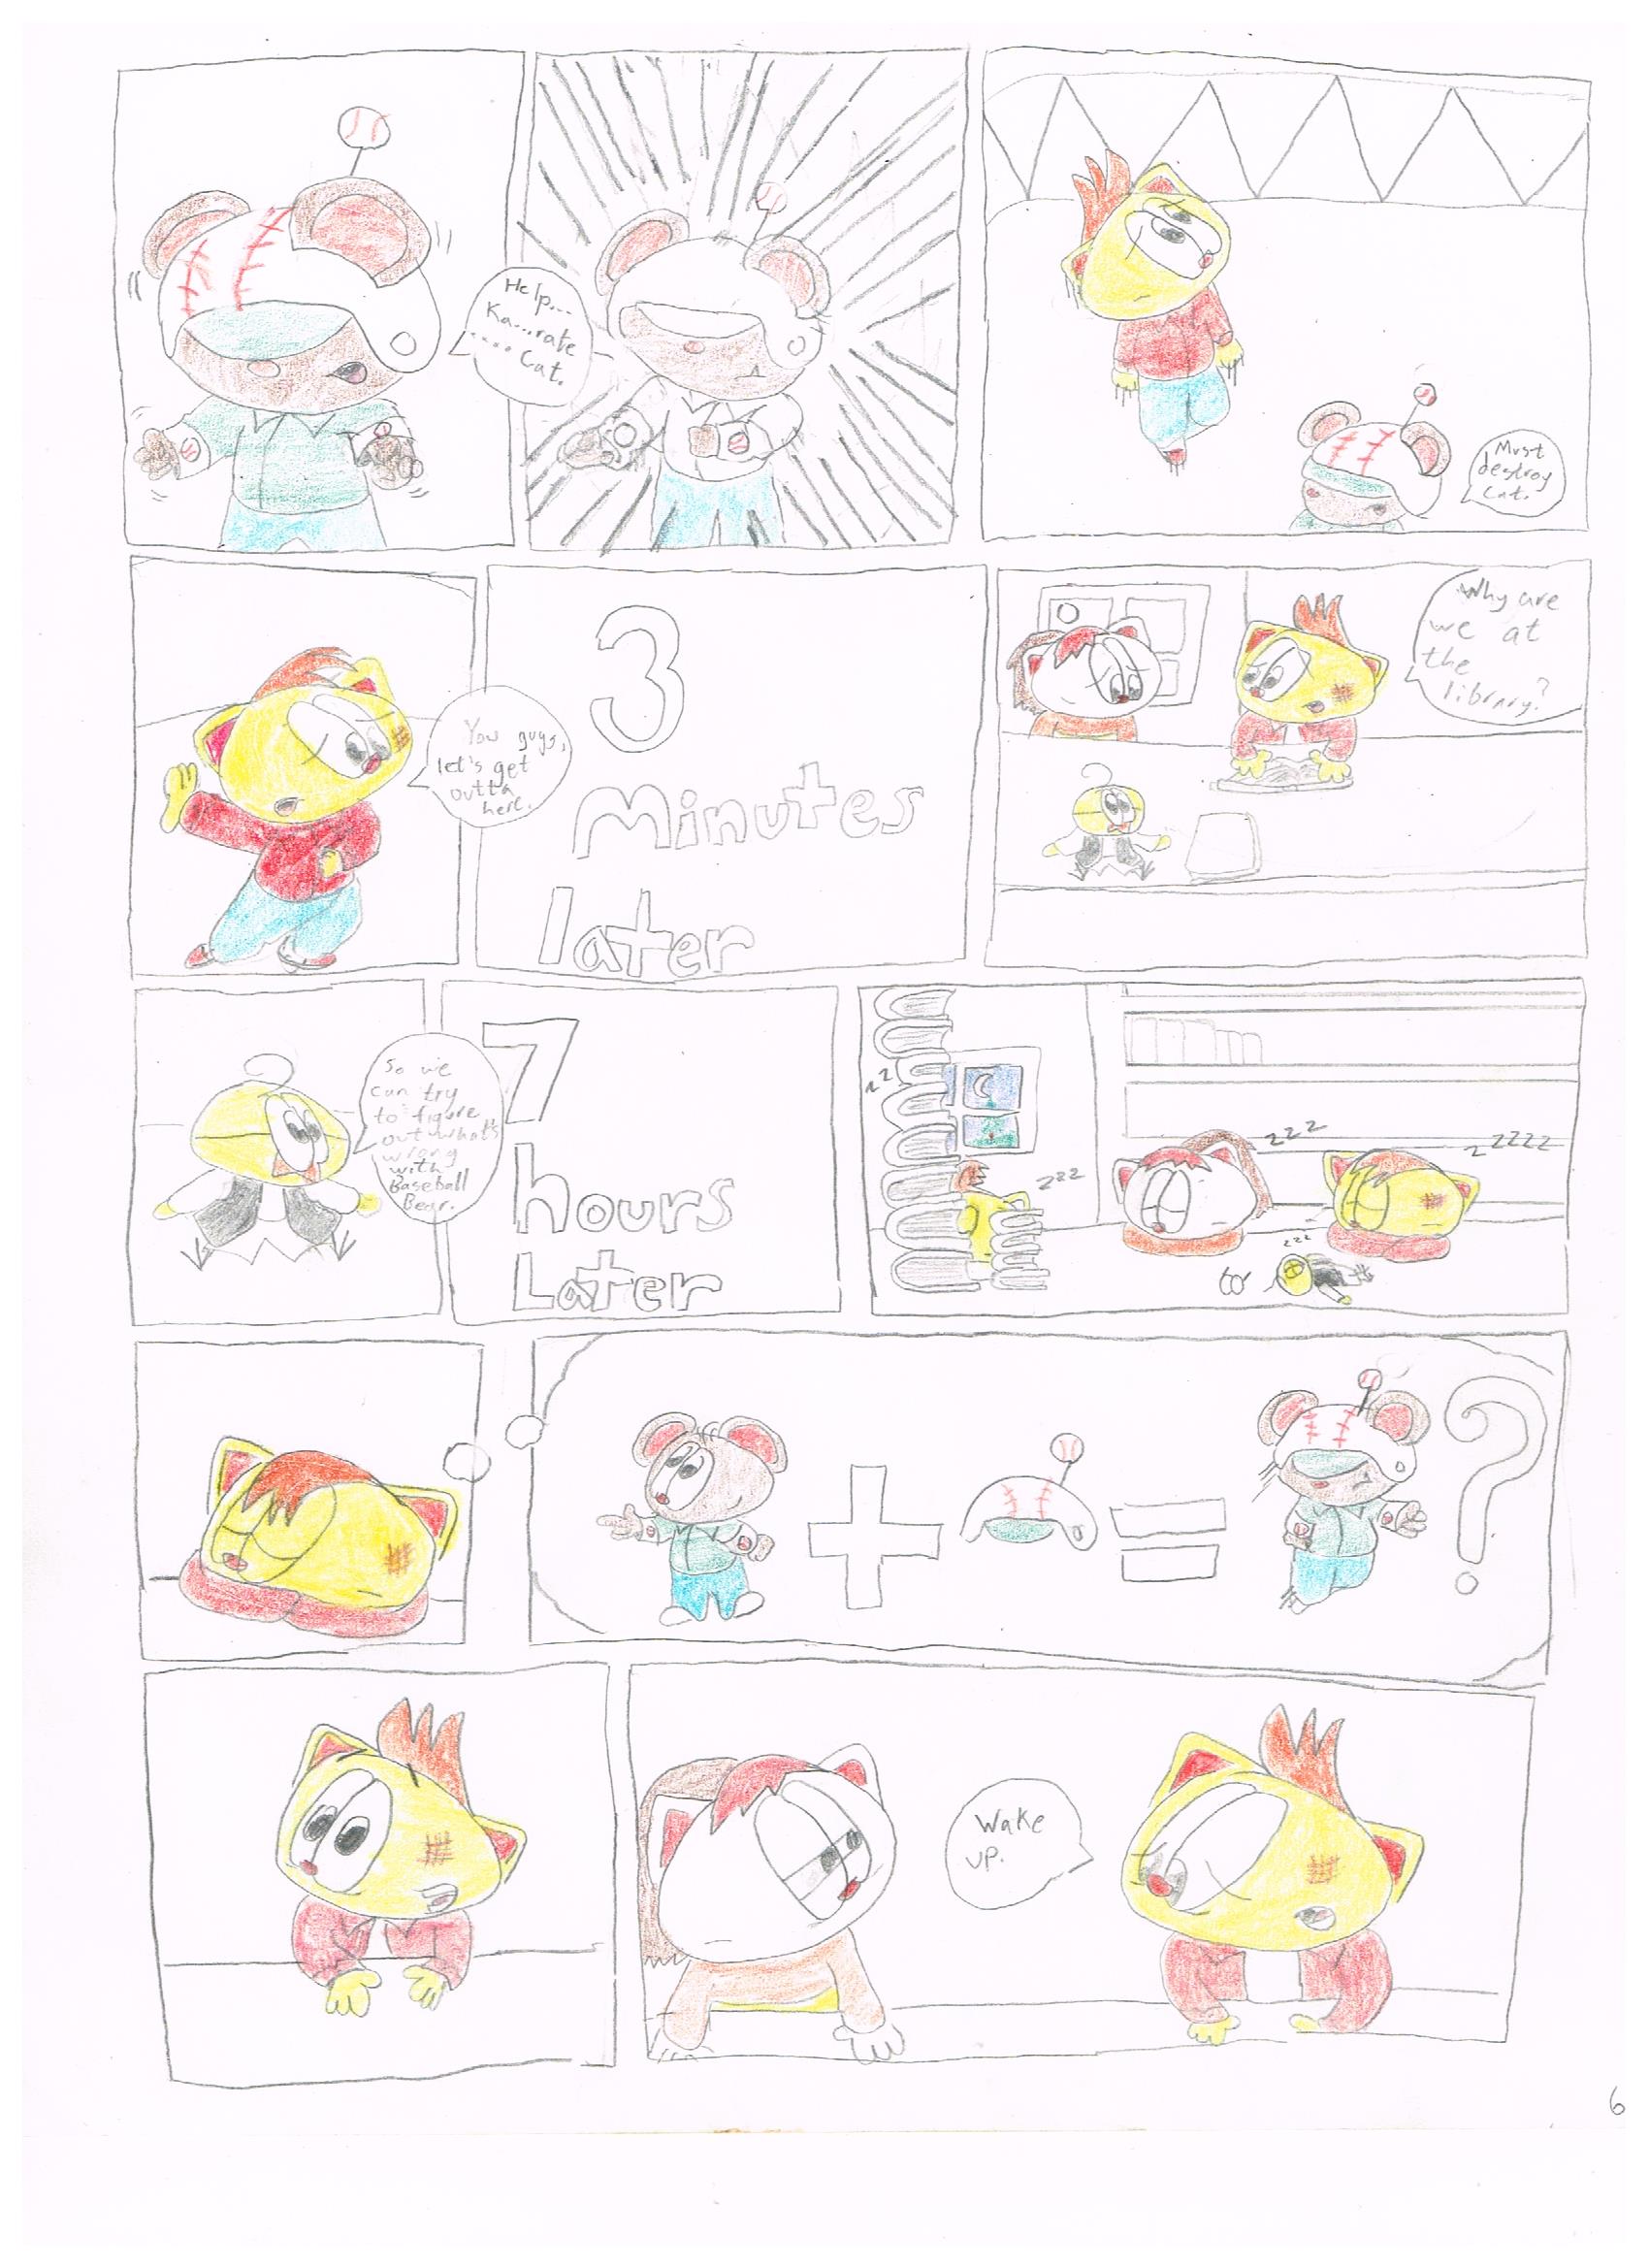 Help...
Ka...rate
.... Cat.
Must
destroy
Cat.
You guys,
let's get
outta
here.
3
Minutes
later
Why are
we at
the
library?
So we
can try
to figure
out what's
wrong
with
Baseball
Bear.
7
hours
Later
zz
zzz
zzz
zzzz
zzz
+
=
?
Wake
up.
6